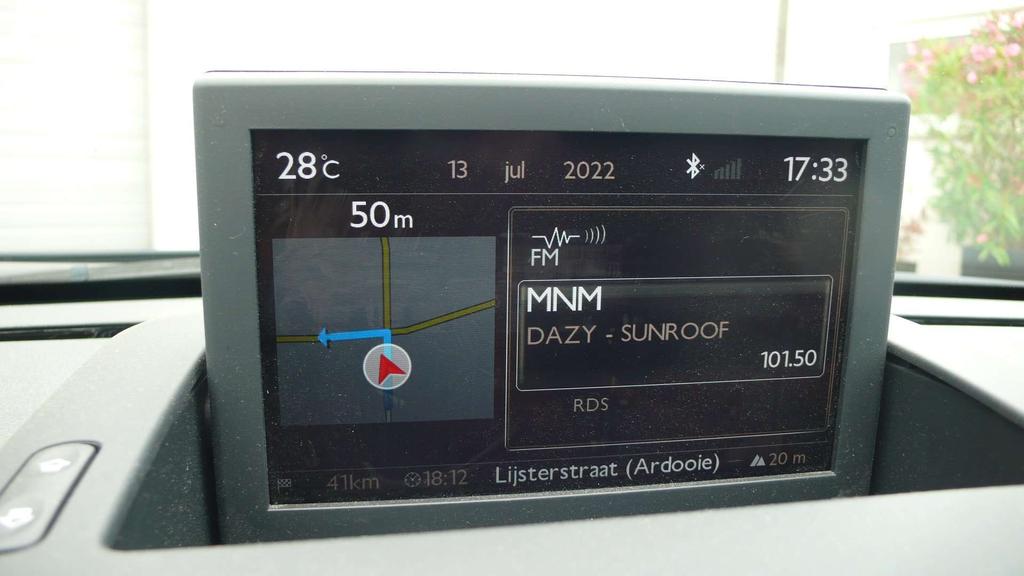 28°C 13 jul 2022 17:33
50m
FM
MNM
DAZY - SUNROOF
101.50
RDS
41km 18:12 Lijsterstraat (Ardooie) 20 m